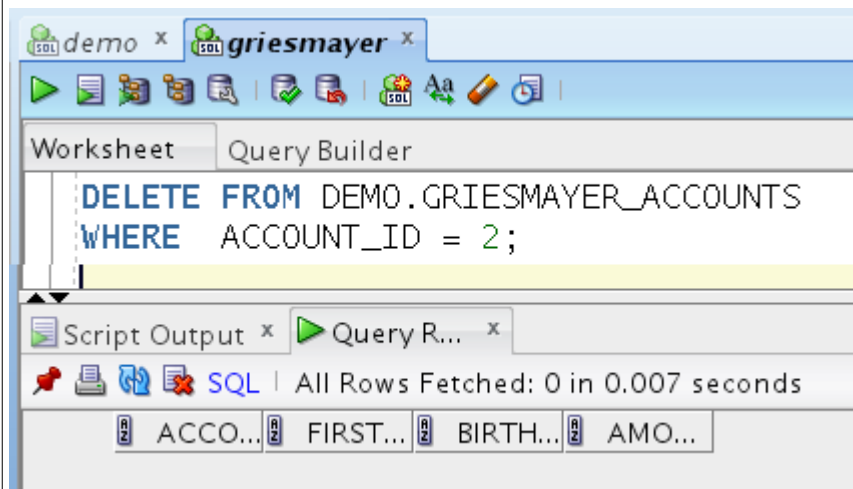 demo x griesmayer x
Worksheet Query Builder
DELETE FROM DEMO.GRIESMAYER_ACCOUNTS
WHERE ACCOUNT_ID = 2;
Script Output x Query R... x
SQL All Rows Fetched: 0 in 0.007 seconds
ACCO... FIRST... BIRTH... AMO...